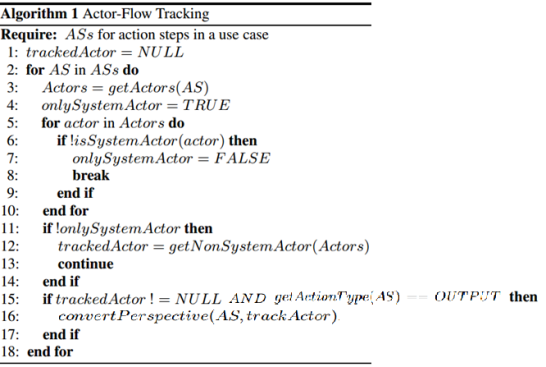 Algorithm 1 Actor-Flow Tracking
Require: ASs for action steps in a use case
1: trackedActor = NULL
2: for AS in ASs do
3: Actors = getActors(AS)
4: onlySystemActor = TRUE
5: for actor in Actors do
6: if !isSystemActor(actor) then
7: onlySystemActor = FALSE
8: break
9: end if
10: end for
11: if !onlySystemActor then
12: trackedActor = getNonSystemActor(Actors)
13: continue
14: end if
15: if trackedActor! = NULL AND getActionType(AS) == OUTPUT then
16: convertPerspective(AS, trackActor)
17: end if
18: end for